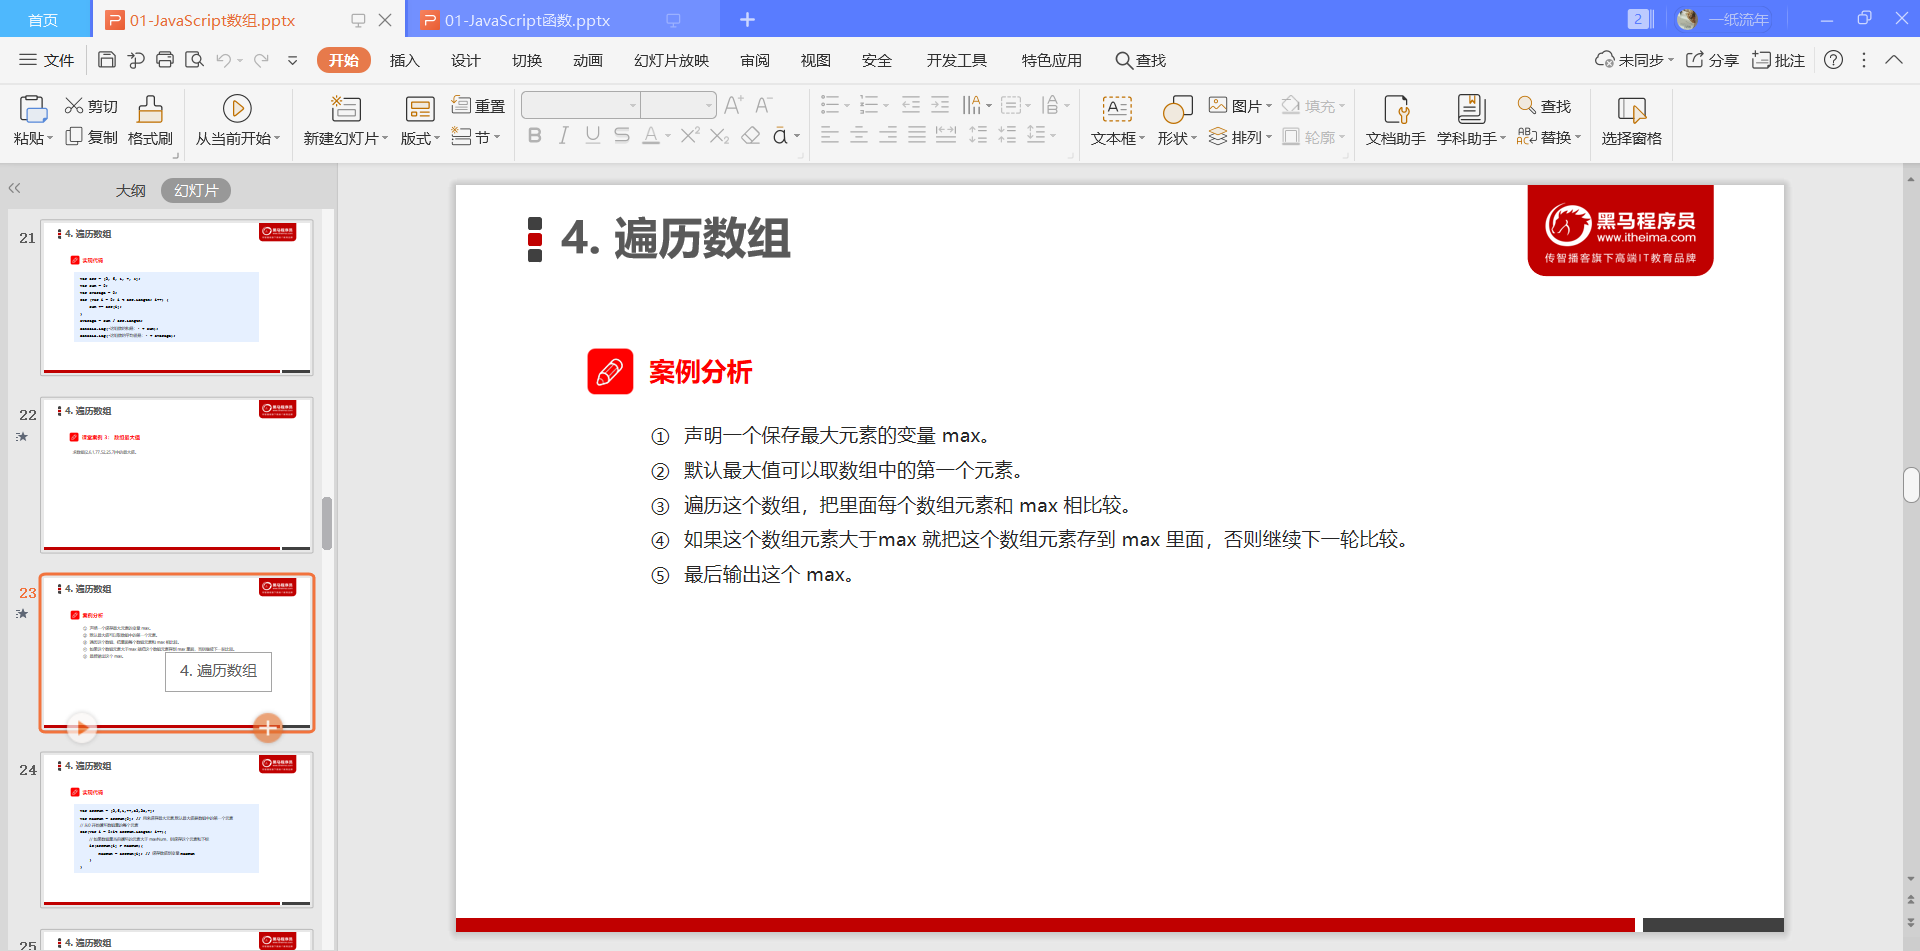 首页
01-JavaScript数组.pptx
01-JavaScript函数.pptx
2
一纸流年
文件
开始
插入
设计
切换
动画
幻灯片放映
审阅
视图
安全
开发工具
特色应用
查找
未同步
分享
批注
粘贴
剪切
复制
格式刷
从当前开始
新建幻灯片
版式
重置
节
文本框
形状
图片
排列
填充
轮廓
文档助手
学科助手
查找
替换
选择窗格
大纲
幻灯片
21
4. 遍历数组
实现代码
22
4. 遍历数组
课堂案例 3： 数组最大值
23
4. 遍历数组
案例分析
4. 遍历数组
24
4. 遍历数组
实现代码
25
4. 遍历数组
4. 遍历数组
黑马程序员
www.itheima.com
传智播客旗下高端IT教育品牌
案例分析
① 声明一个保存最大元素的变量 max。
② 默认最大值可以取数组中的第一个元素。
③ 遍历这个数组，把里面每个数组元素和 max 相比较。
④ 如果这个数组元素大于max 就把这个数组元素存到 max 里面，否则继续下一轮比较。
⑤ 最后输出这个 max。